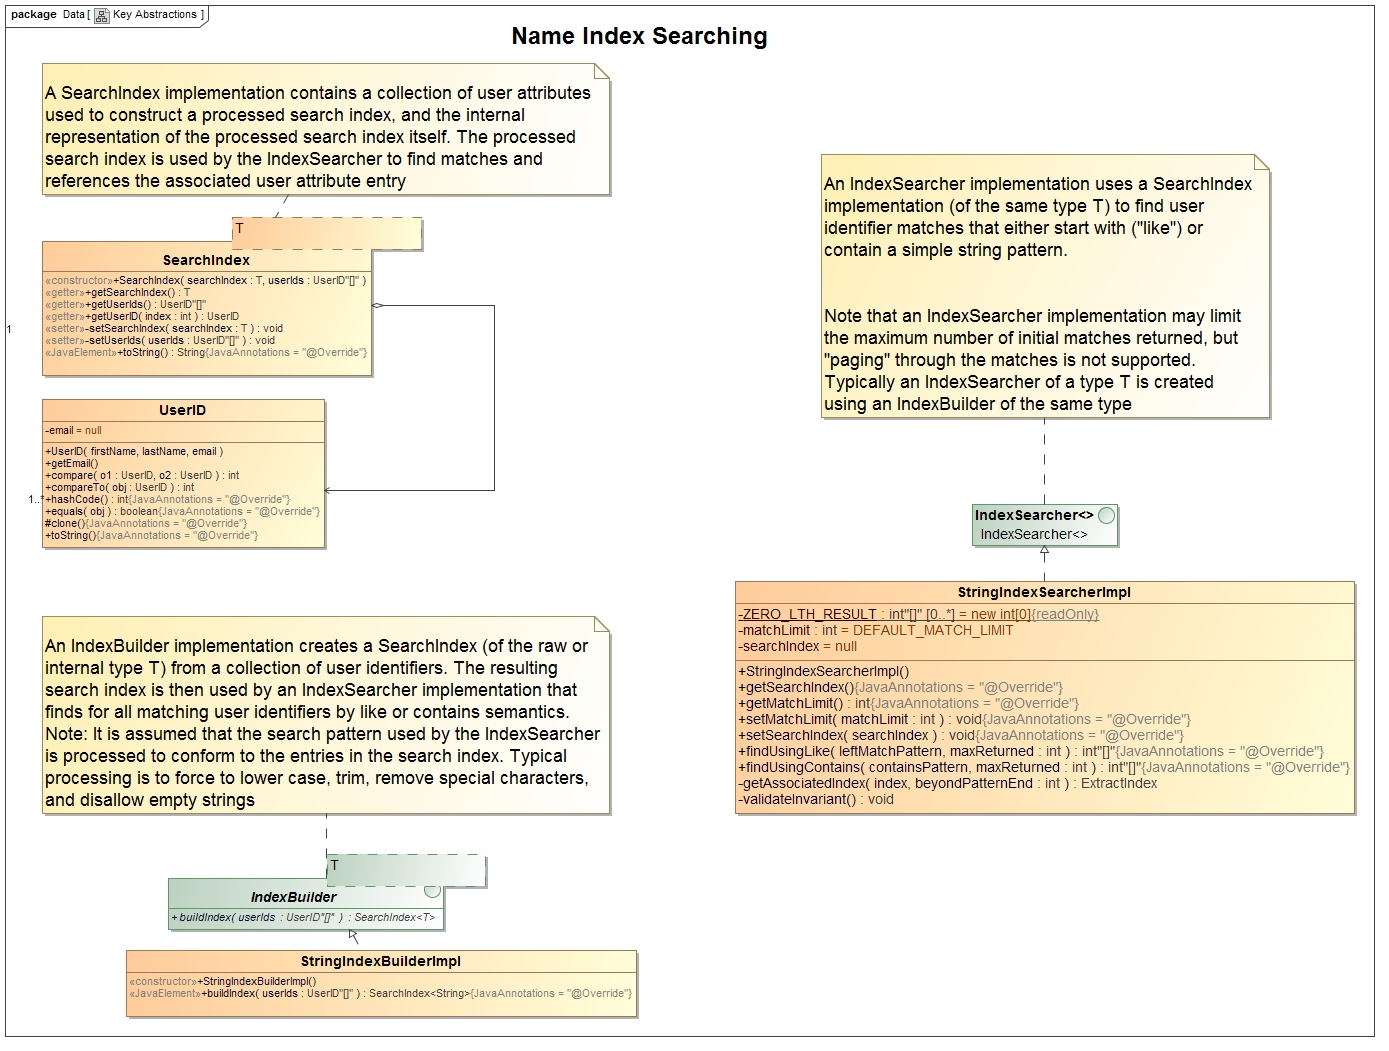 package Data [ Key Abstractions ]
Name Index Searching
A SearchIndex implementation contains a collection of user attributes
used to construct a processed search index, and the internal
representation of the processed search index itself. The processed
search index is used by the IndexSearcher to find matches and
references the associated user attribute entry
T
SearchIndex
«constructor»+SearchIndex( searchIndex : T, userIds : UserID"[]" )
«getter»+getSearchIndex() : T
«getter»+getUserIds() : UserID"[]"
«getter»+getUserID( index : int ) : UserID
«setter»-setSearchIndex( searchIndex : T ) : void
«setter»-setUserIds( userIds : UserID"[]" ) : void
«JavaElement»+toString() : String{JavaAnnotations = "@Override"}
1
UserID
-email = null
+UserID( firstName, lastName, email )
+getEmail()
+compare( o1 : UserID, o2 : UserID ) : int
+compareTo( obj : UserID ) : int
1..*
+hashCode() : int{JavaAnnotations = "@Override"}
+equals( obj ) : boolean{JavaAnnotations = "@Override"}
#clone(){JavaAnnotations = "@Override"}
+toString(){JavaAnnotations = "@Override"}
An IndexSearcher implementation uses a SearchIndex
implementation (of the same type T) to find user
identifier matches that either start with ("like") or
contain a simple string pattern.
Note that an IndexSearcher implementation may limit
the maximum number of initial matches returned, but
"paging" through the matches is not supported.
Typically an IndexSearcher of a type T is created
using an IndexBuilder of the same type
IndexSearcher<>
IndexSearcher<>
StringIndexSearcherImpl
-ZERO_LTH_RESULT : int"[]" [0..*] = new int[0]{readOnly}
-matchLimit : int = DEFAULT_MATCH_LIMIT
-searchIndex = null
+StringIndexSearcherImpl()
+getSearchIndex(){JavaAnnotations = "@Override"}
+getMatchLimit() : int{JavaAnnotations = "@Override"}
+setMatchLimit( matchLimit : int ) : void{JavaAnnotations = "@Override"}
+setSearchIndex( searchIndex ) : void{JavaAnnotations = "@Override"}
+findUsingLike( leftMatchPattern, maxReturned : int ) : int"[]"{JavaAnnotations = "@Override"}
+findUsingContains( containsPattern, maxReturned : int ) : int"[]"{JavaAnnotations = "@Override"}
-getAssociatedIndex( index, beyondPatternEnd : int ) : ExtractIndex
-validateInvariant() : void
An IndexBuilder implementation creates a SearchIndex (of the raw or
internal type T) from a collection of user identifiers. The resulting
search index is then used by an IndexSearcher implementation that
finds for all matching user identifiers by like or contains semantics.
Note: It is assumed that the search pattern used by the IndexSearcher
is processed to conform to the entries in the search index. Typical
processing is to force to lower case, trim, remove special characters,
and disallow empty strings
T
IndexBuilder
+ buildIndex( userIds : UserID"[]" ) : SearchIndex<T>
StringIndexBuilderImpl
«constructor»+StringIndexBuilderImpl()
«JavaElement»+buildIndex( userIds : UserID"[]" ) : SearchIndex<String>{JavaAnnotations = "@Override"}